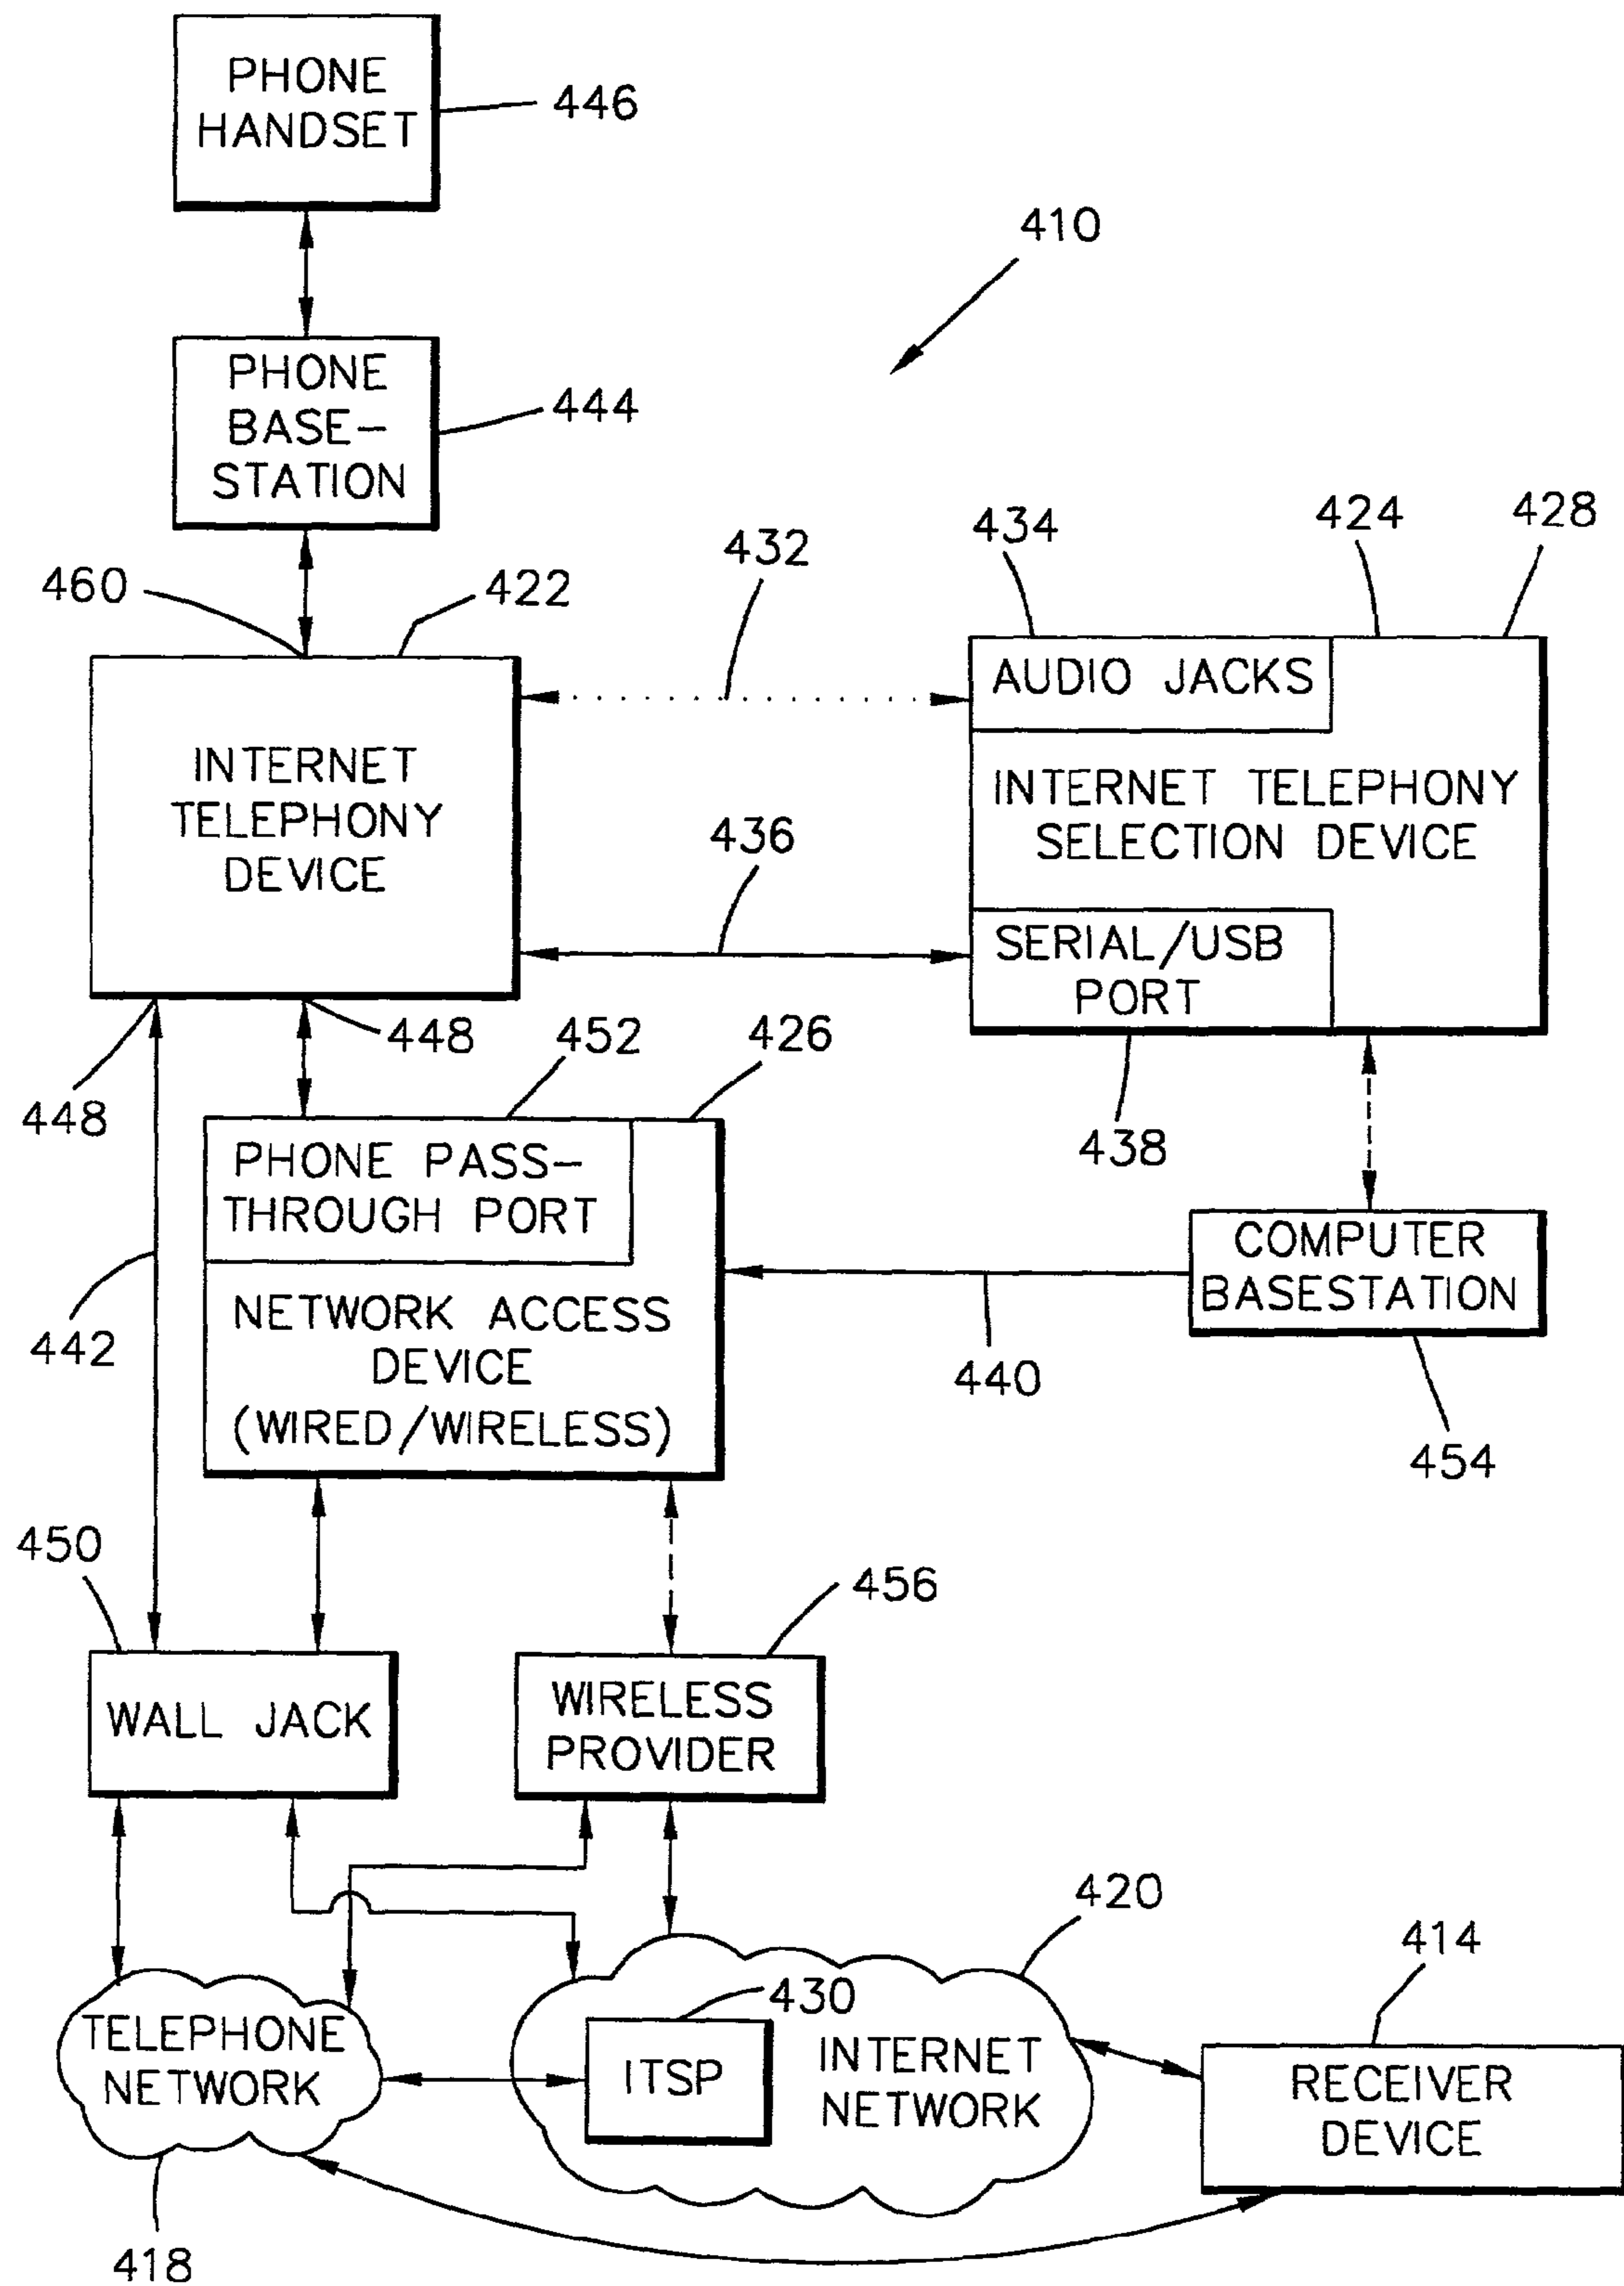 PHONE
HANDSET
446
410
PHONE
BASE-
STATION
444
460
422
432
434
424
428
AUDIO JACKS
INTERNET
TELEPHONY
DEVICE
INTERNET TELEPHONY
SELECTION DEVICE
436
SERIAL/USB
PORT
448
448
452
426
438
PHONE PASS-
THROUGH PORT
COMPUTER
BASESTATION
442
NETWORK ACCESS
DEVICE
(WIRED/WIRELESS)
440
454
450
456
WALL JACK
WIRELESS
PROVIDER
420
414
430
TELEPHONE
NETWORK
ITSP
INTERNET
NETWORK
RECEIVER
DEVICE
418